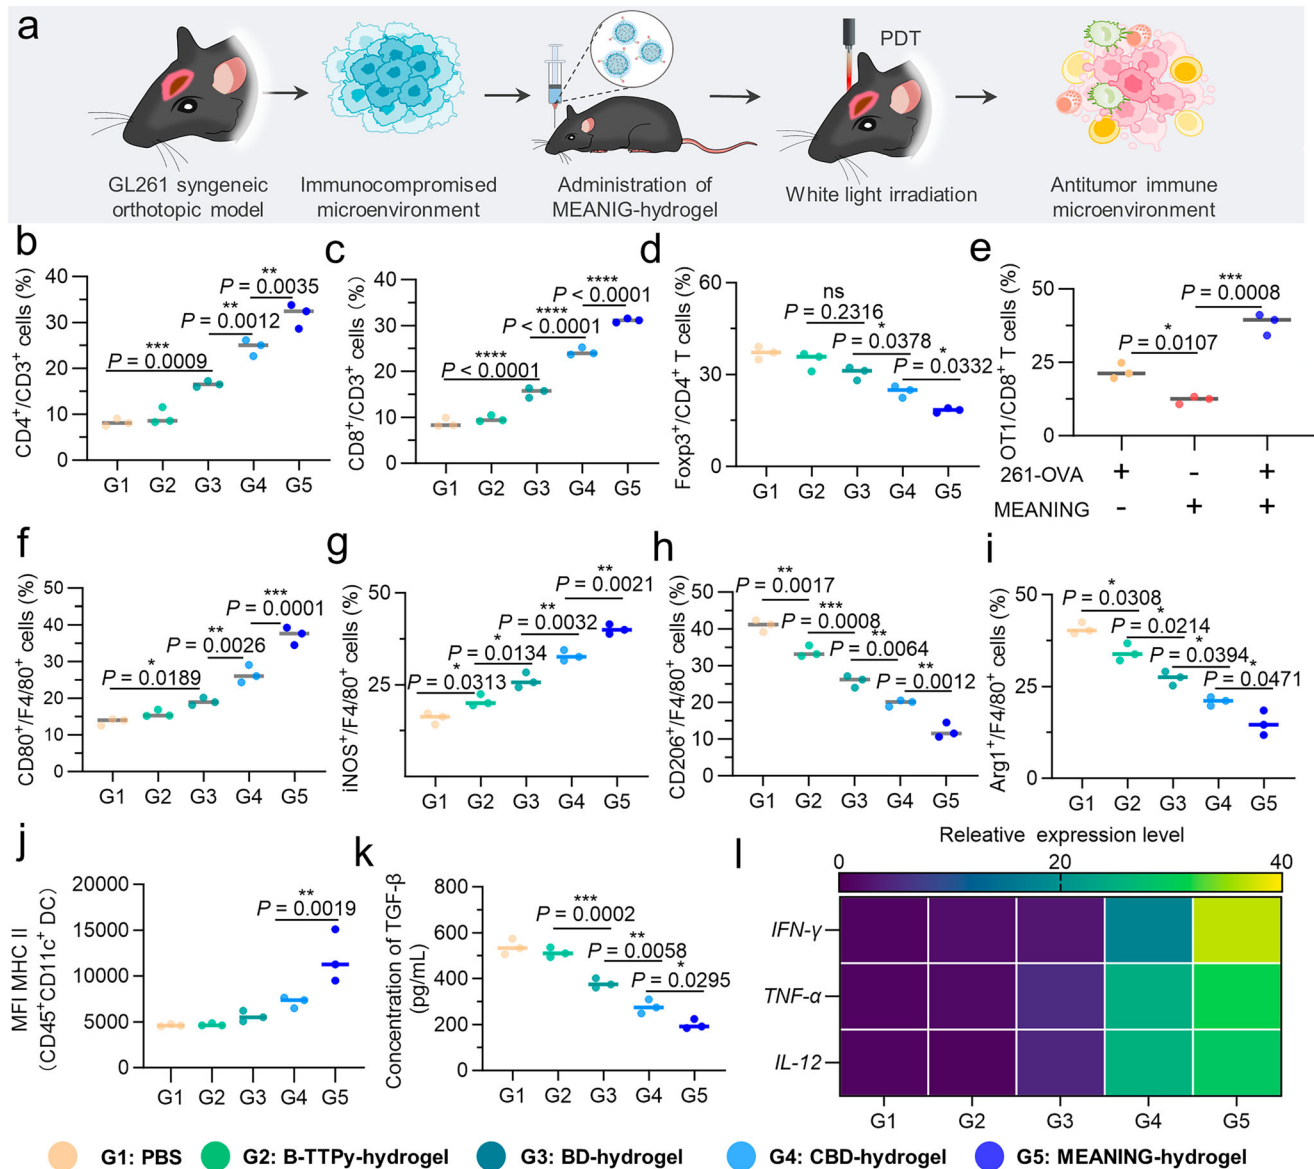 a
PDT
GL261 syngeneic
orthotopic model
Immunocompromised
microenvironment
Administration of
MEANIG-hydrogel
White light irradiation
Antitumor immune
microenvironment
b
CD4⁺/CD3⁺ cells (%)
40
30
20
10
0
***
P = 0.0009
**
P = 0.0012
**
P = 0.0035
G1 G2 G3 G4 G5
c
CD8⁺/CD3⁺ cells (%)
40
30
20
10
0
****
P < 0.0001
****
P < 0.0001
****
P < 0.0001
G1 G2 G3 G4 G5
d
Foxp3⁺/CD4⁺ T cells (%)
60
30
0
ns
P = 0.2316
*
P = 0.0378
*
P = 0.0332
G1 G2 G3 G4 G5
e
OT1/CD8⁺ T cells (%)
50
25
0
*
P = 0.0107
***
P = 0.0008
261-OVA + - +
MEANING - + +
f
CD80⁺/F4/80⁺ cells (%)
50
40
30
20
10
0
*
P = 0.0189
**
P = 0.0026
***
P = 0.0001
G1 G2 G3 G4 G5
g
iNOS⁺/F4/80⁺ cells (%)
50
25
*
P = 0.0313
*
P = 0.0134
**
P = 0.0032
**
P = 0.0021
G1 G2 G3 G4 G5
h
CD206⁺/F4/80⁺ cells (%)
50
40
30
20
10
0
**
P = 0.0017
***
P = 0.0008
**
P = 0.0064
**
P = 0.0012
G1 G2 G3 G4 G5
i
Arg1⁺/F4/80⁺ cells (%)
50
25
0
*
P = 0.0308
*
P = 0.0214
*
P = 0.0394
*
P = 0.0471
G1 G2 G3 G4 G5
j
MFI MHC II
(CD45⁺CD11c⁺ DC)
20000
15000
10000
5000
0
**
P = 0.0019
G1 G2 G3 G4 G5
k
Concentration of TGF-β
(pg/mL)
800
600
400
200
0
***
P = 0.0002
**
P = 0.0058
*
P = 0.0295
G1 G2 G3 G4 G5
l
Releative expression level
0 20 40
IFN-γ
TNF-α
IL-12
G1 G2 G3 G4 G5
G1: PBS G2: B-TTPy-hydrogel G3: BD-hydrogel G4: CBD-hydrogel G5: MEANING-hydrogel